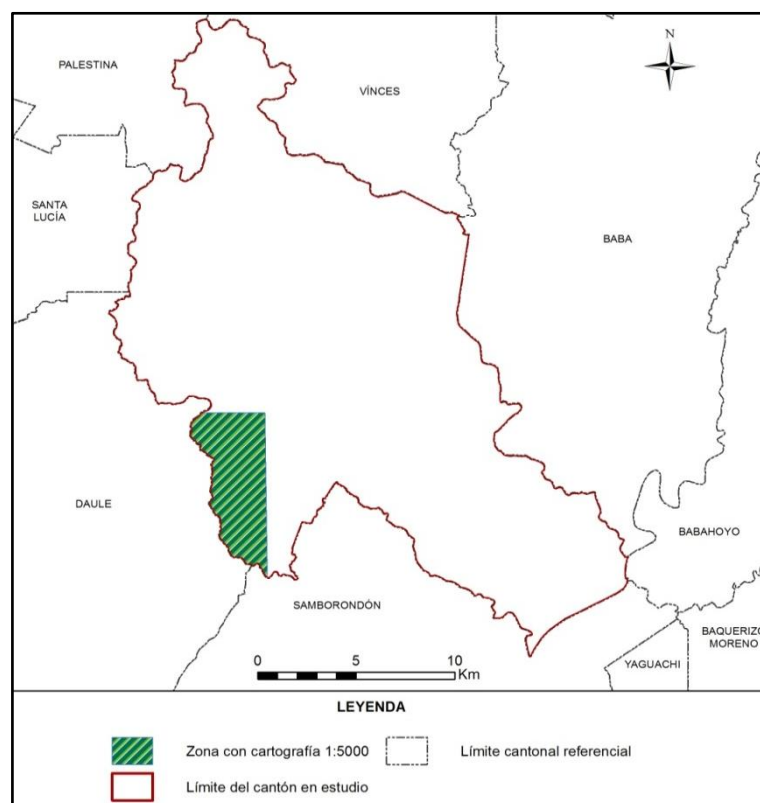 N
PALESTINA
VÍNCES
SANTA
LUCÍA
BABA
DAULE
BABAHOYO
SAMBORONDÓN
BAQUERIZO
MORENO
YAGUACHI
0 5 10
Km
LEYENDA
Zona con cartografía 1:5000
Límite cantonal referencial
Límite del cantón en estudio